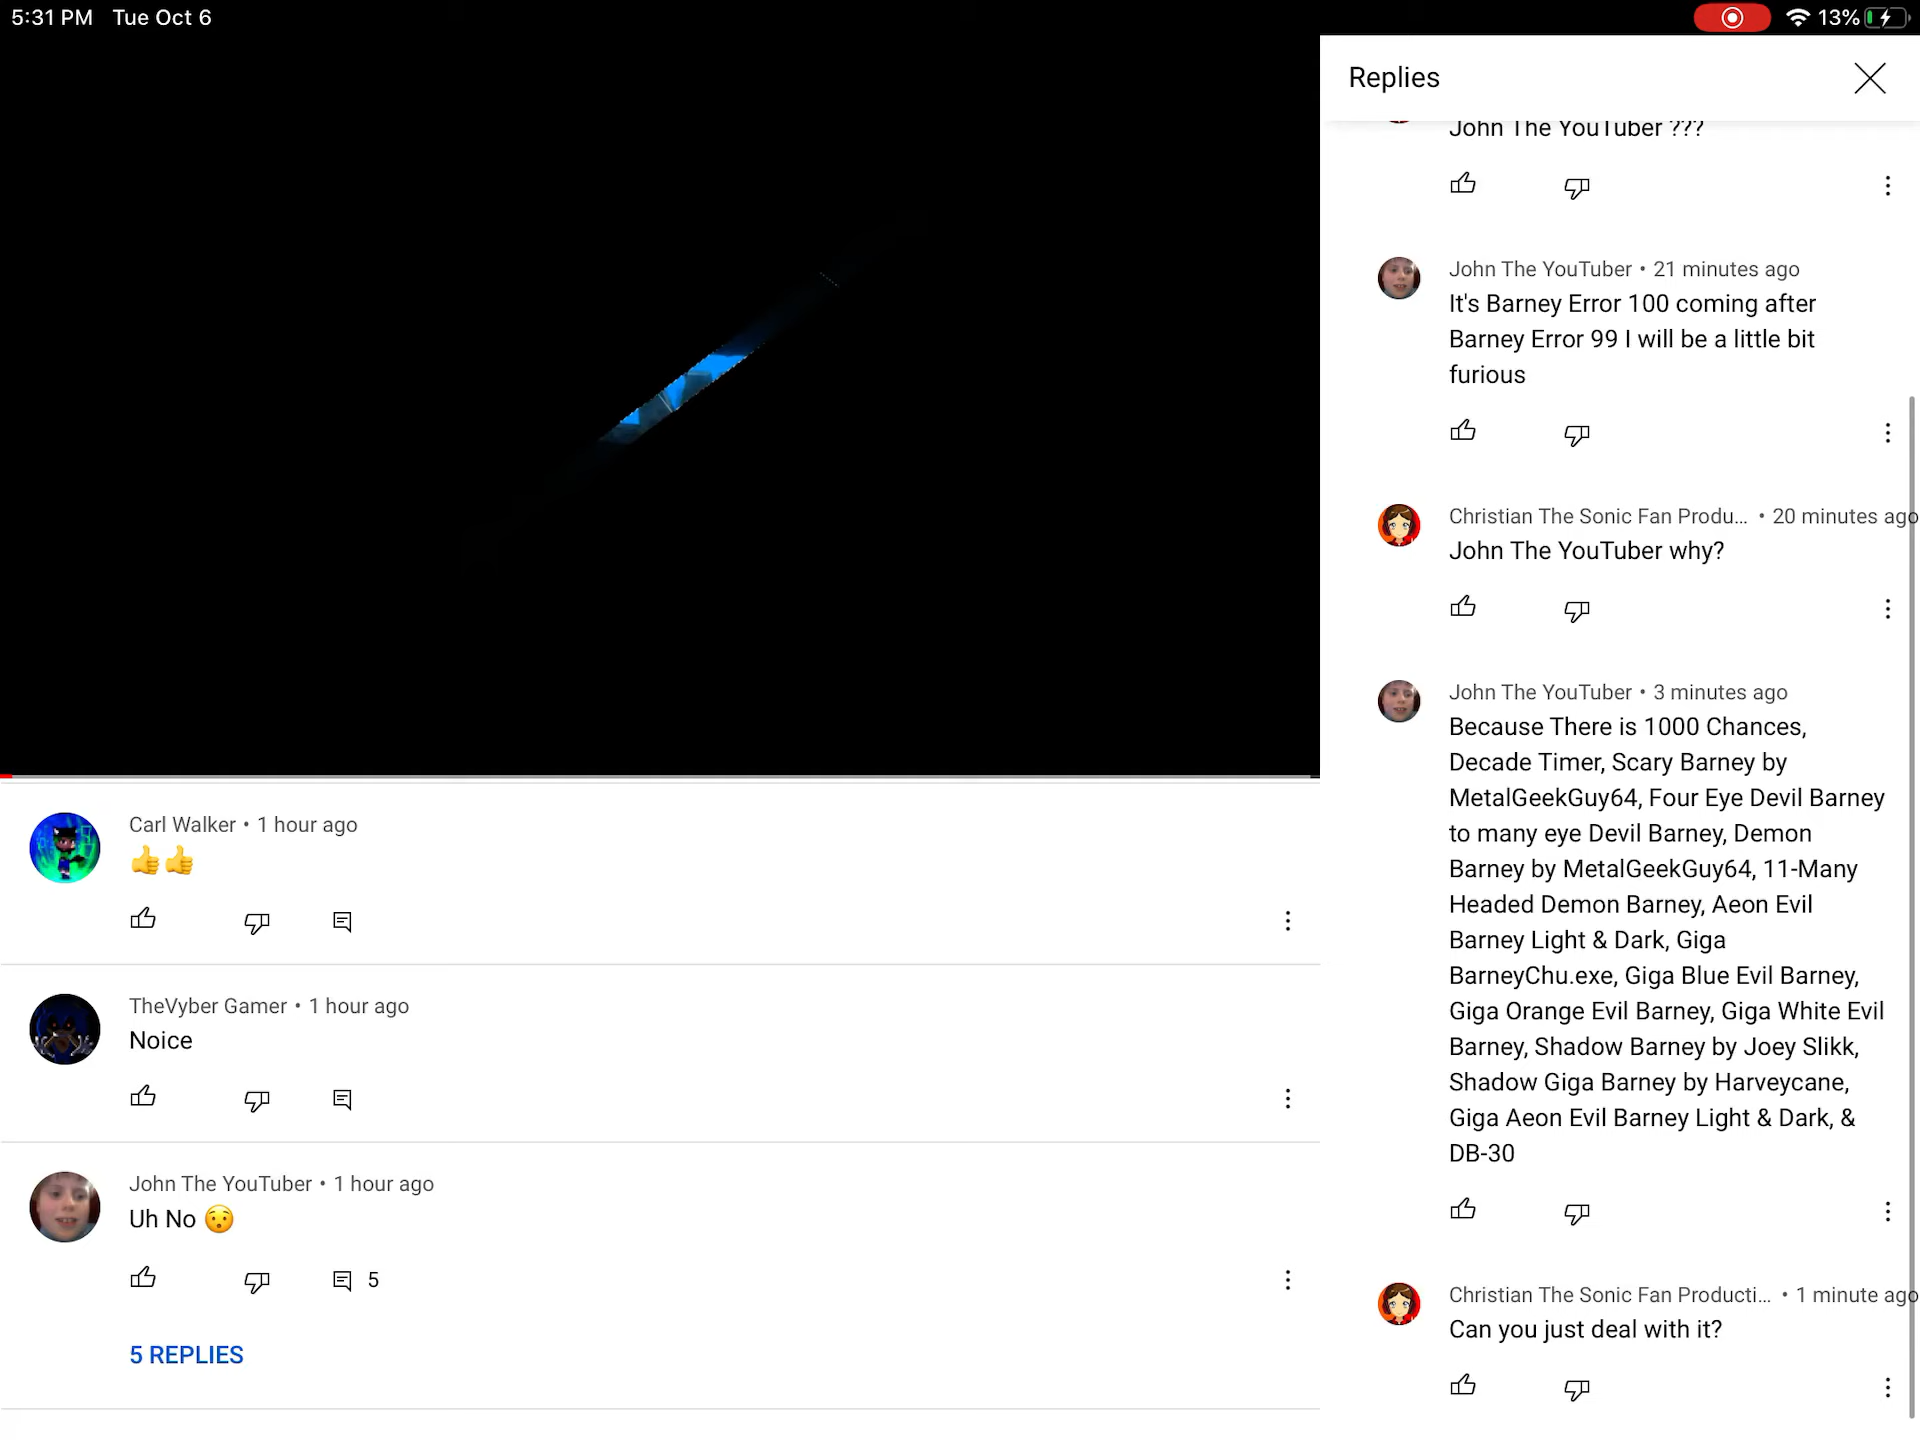 5:31 PM Tue Oct 6
13%
Replies
John The YouTuber ???
John The YouTuber • 21 minutes ago
It's Barney Error 100 coming after
Barney Error 99 I will be a little bit
furious
Christian The Sonic Fan Produ... • 20 minutes ago
John The YouTuber why?
John The YouTuber • 3 minutes ago
Because There is 1000 Chances,
Decade Timer, Scary Barney by
MetalGeekGuy64, Four Eye Devil Barney
to many eye Devil Barney, Demon
Barney by MetalGeekGuy64, 11-Many
Headed Demon Barney, Aeon Evil
Barney Light & Dark, Giga
BarneyChu.exe, Giga Blue Evil Barney,
Giga Orange Evil Barney, Giga White Evil
Barney, Shadow Barney by Joey Slikk,
Shadow Giga Barney by Harveycane,
Giga Aeon Evil Barney Light & Dark, &
DB-30
Christian The Sonic Fan Producti... • 1 minute ago
Can you just deal with it?
Carl Walker • 1 hour ago
👍👍
TheVyber Gamer • 1 hour ago
Noice
John The YouTuber • 1 hour ago
Uh No 😯
5
5 REPLIES